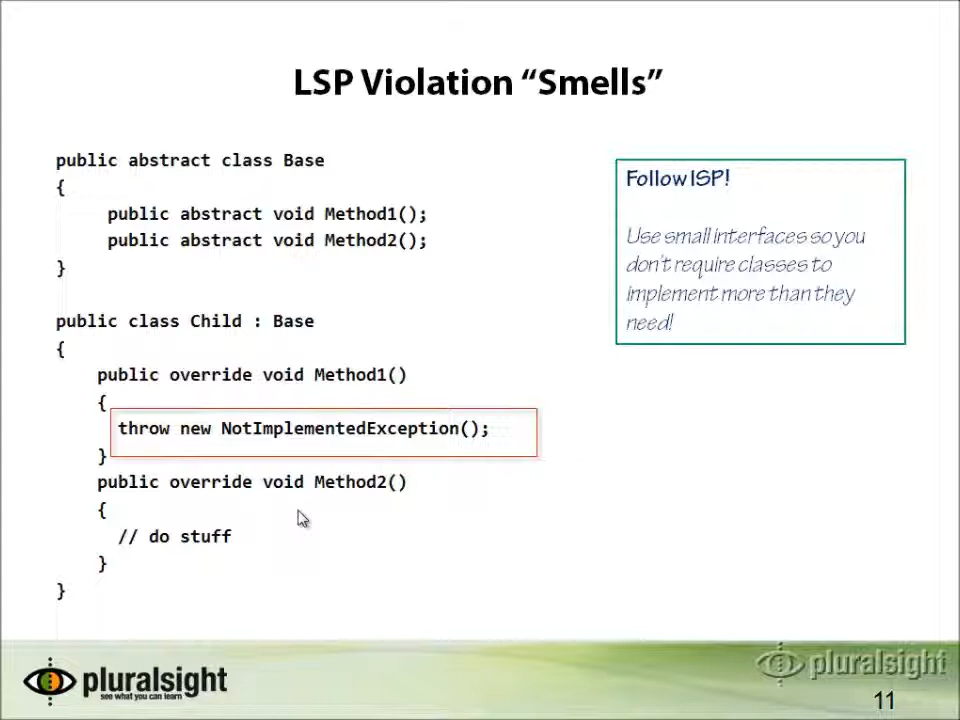 LSP Violation “Smells”
public abstract class Base
{
public abstract void Method1();
public abstract void Method2();
}
public class Child : Base
{
public override void Method1()
{
throw new NotImplementedException();
}
public override void Method2()
{
// do stuff
}
}
Follow ISP!
Use small interfaces so you
don't require classes to
implement more than they
need!
pluralsight
see what you can learn
pluralsight
11